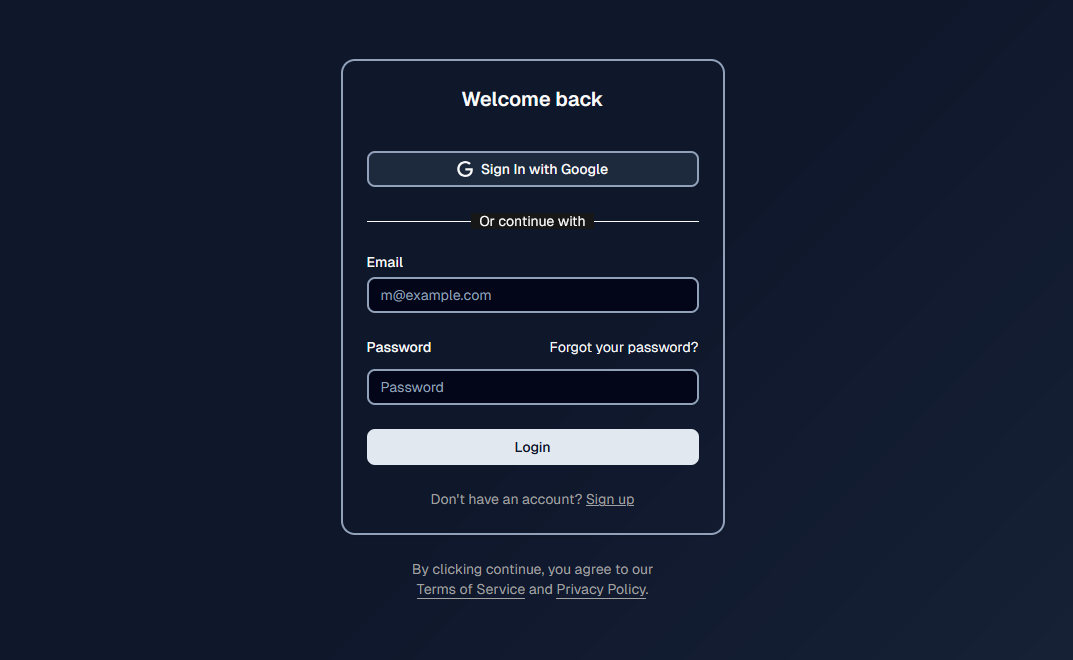 Welcome back
Sign In with Google
Or continue with
Email
m@example.com
Password Forgot your password?
Password
Login
Don't have an account? Sign up
By clicking continue, you agree to our
Terms of Service and Privacy Policy.